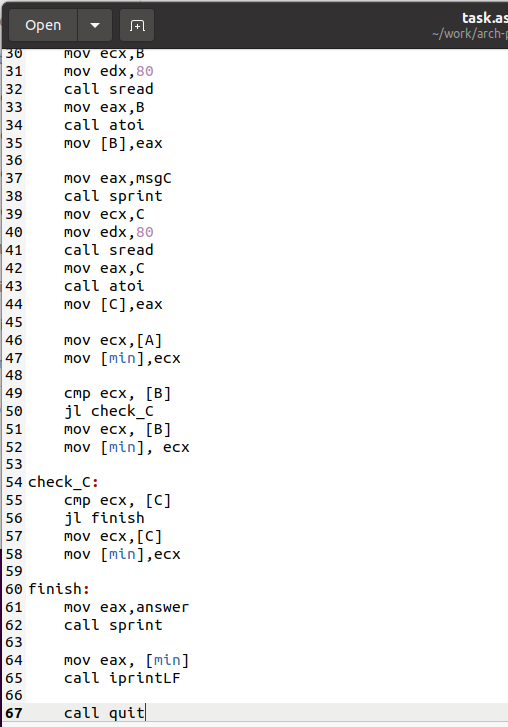 Open
task.as
~/work/arch-p
30 mov ecx,B
31 mov edx,80
32 call sread
33 mov eax,B
34 call atoi
35 mov [B],eax
36
37 mov eax,msgC
38 call sprint
39 mov ecx,C
40 mov edx,80
41 call sread
42 mov eax,C
43 call atoi
44 mov [C],eax
45
46 mov ecx,[A]
47 mov [min],ecx
48
49 cmp ecx, [B]
50 jl check_C
51 mov ecx, [B]
52 mov [min], ecx
53
54 check_C:
55 cmp ecx, [C]
56 jl finish
57 mov ecx,[C]
58 mov [min],ecx
59
60 finish:
61 mov eax,answer
62 call sprint
63
64 mov eax, [min]
65 call iprintLF
66
67 call quit